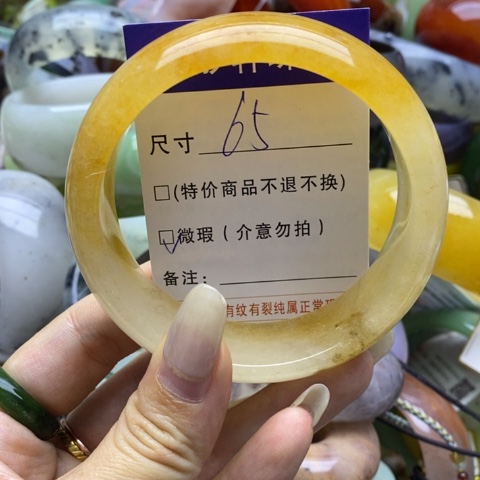 尺寸 65
□(特价商品不退不换)
☑微瑕(介意勿拍)
备注:
有纹有裂纯属正常